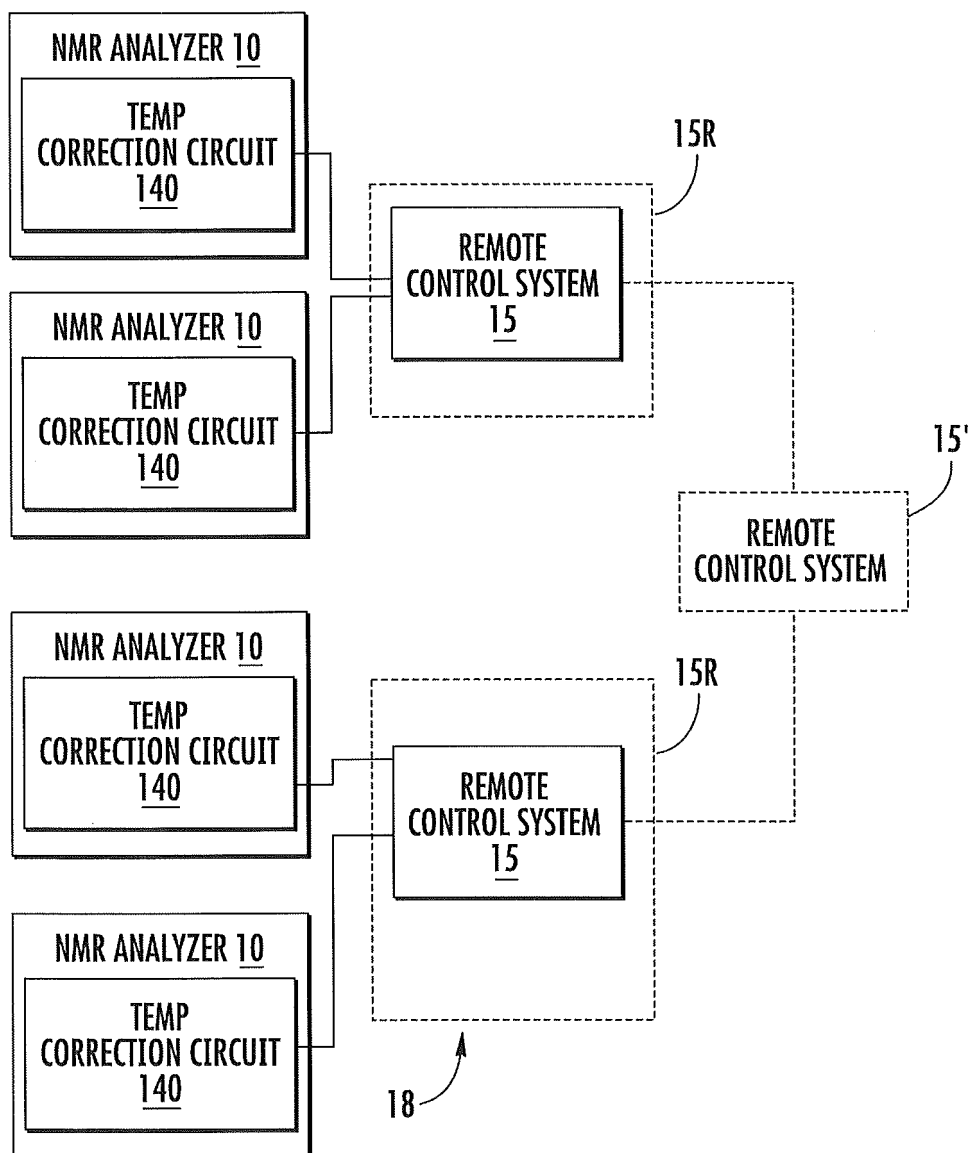 NMR ANALYZER 10
TEMP
CORRECTION CIRCUIT
140
NMR ANALYZER 10
TEMP
CORRECTION CIRCUIT
140
15R
REMOTE
CONTROL SYSTEM
15
15'
REMOTE
CONTROL SYSTEM
NMR ANALYZER 10
TEMP
CORRECTION CIRCUIT
140
15R
REMOTE
CONTROL SYSTEM
15
NMR ANALYZER 10
TEMP
CORRECTION CIRCUIT
140
18